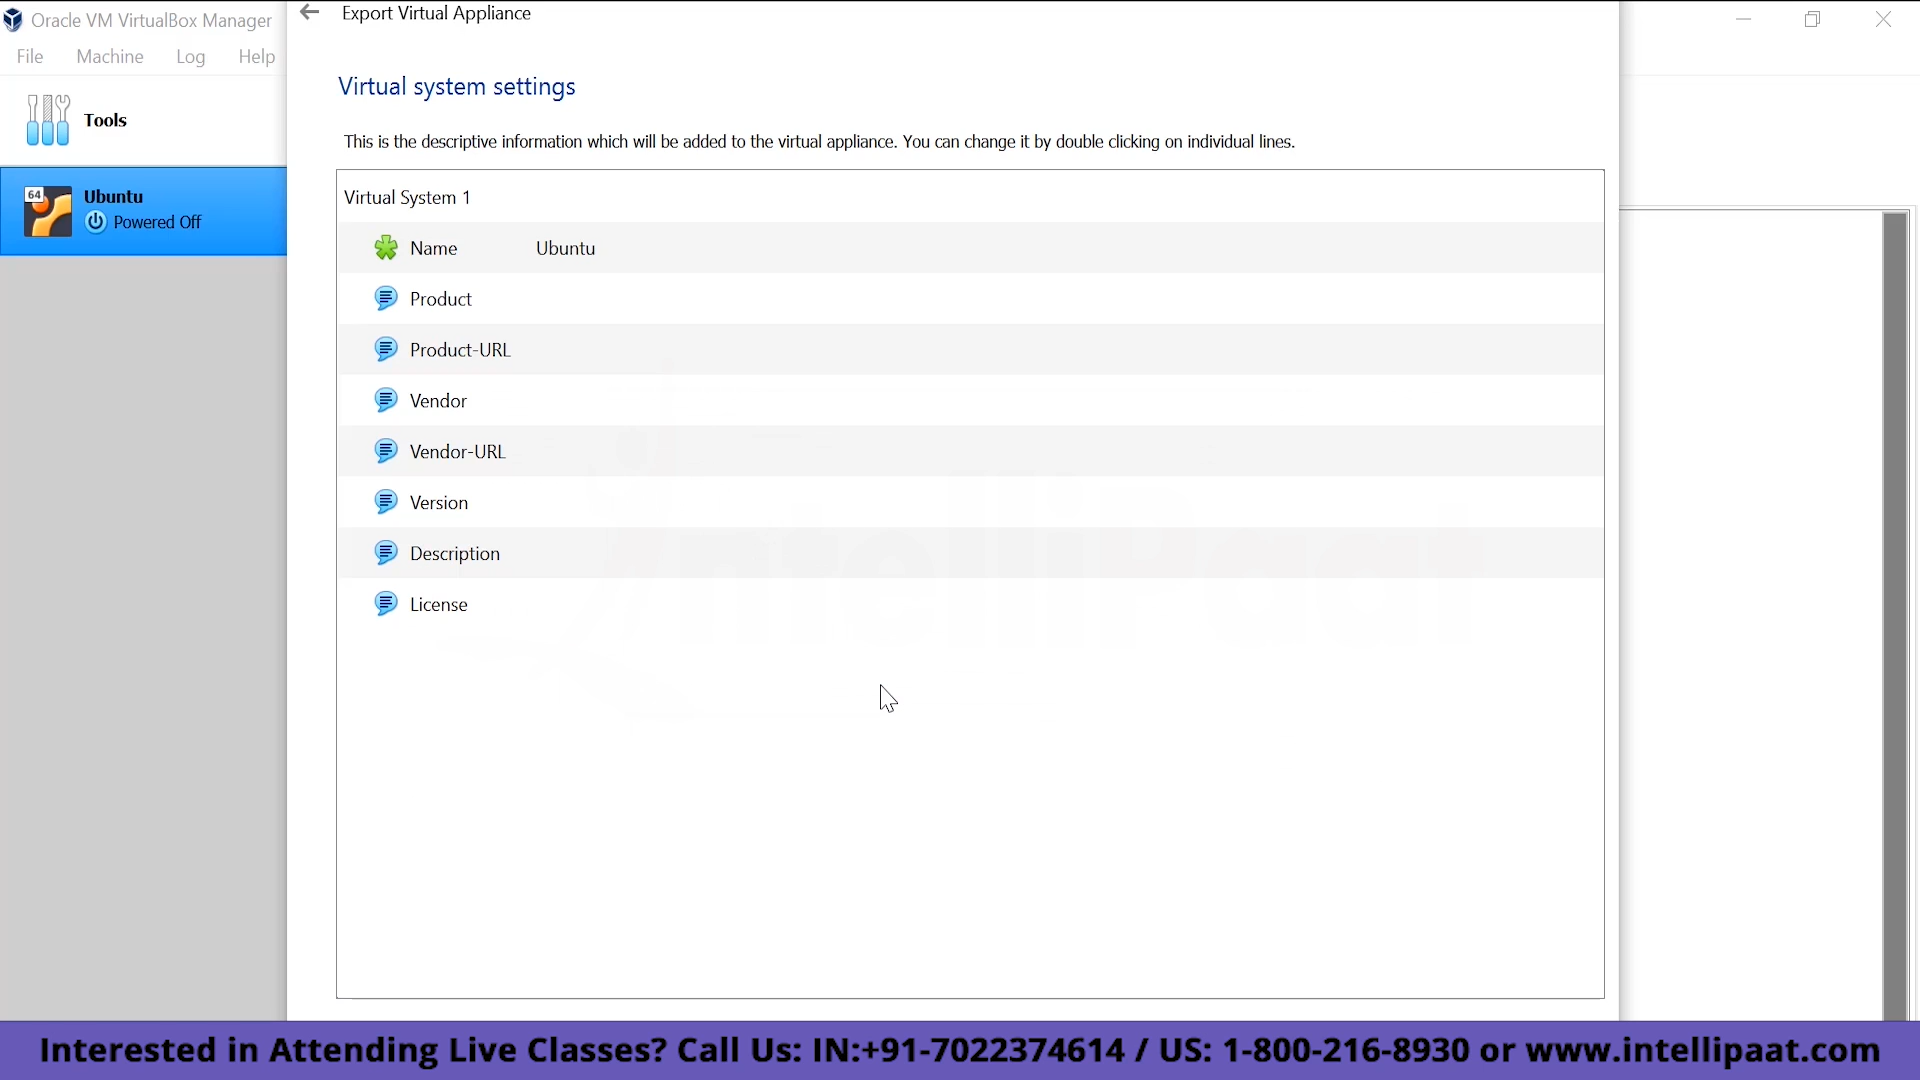 Oracle VM VirtualBox Manager
File Machine Log Help
Tools
64
Ubuntu
Powered Off
Export Virtual Appliance
Virtual system settings
This is the descriptive information which will be added to the virtual appliance. You can change it by double clicking on individual lines.
Virtual System 1
Name Ubuntu
Product
Product-URL
Vendor
Vendor-URL
Version
Description
License
IntelliPaat
Interested in Attending Live Classes? Call Us: IN:+91-7022374614 / US: 1-800-216-8930 or www.intellipaat.com